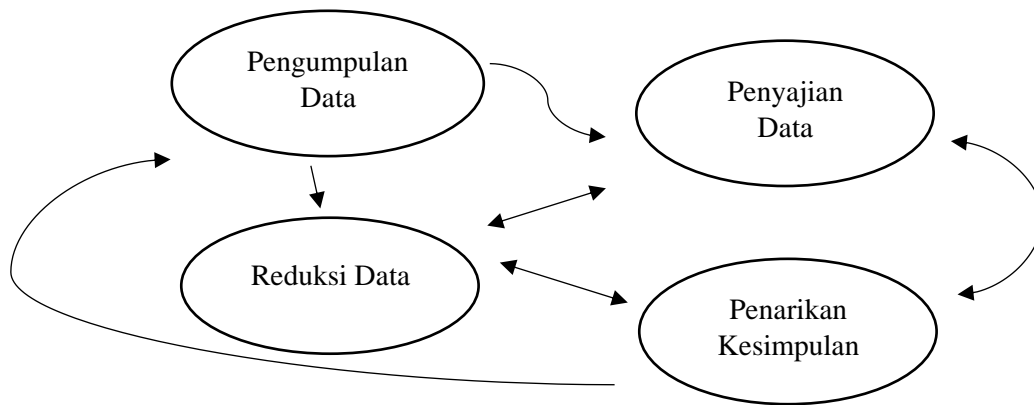 Pengumpulan
Data
Penyajian
Data
Reduksi Data
Penarikan
Kesimpulan